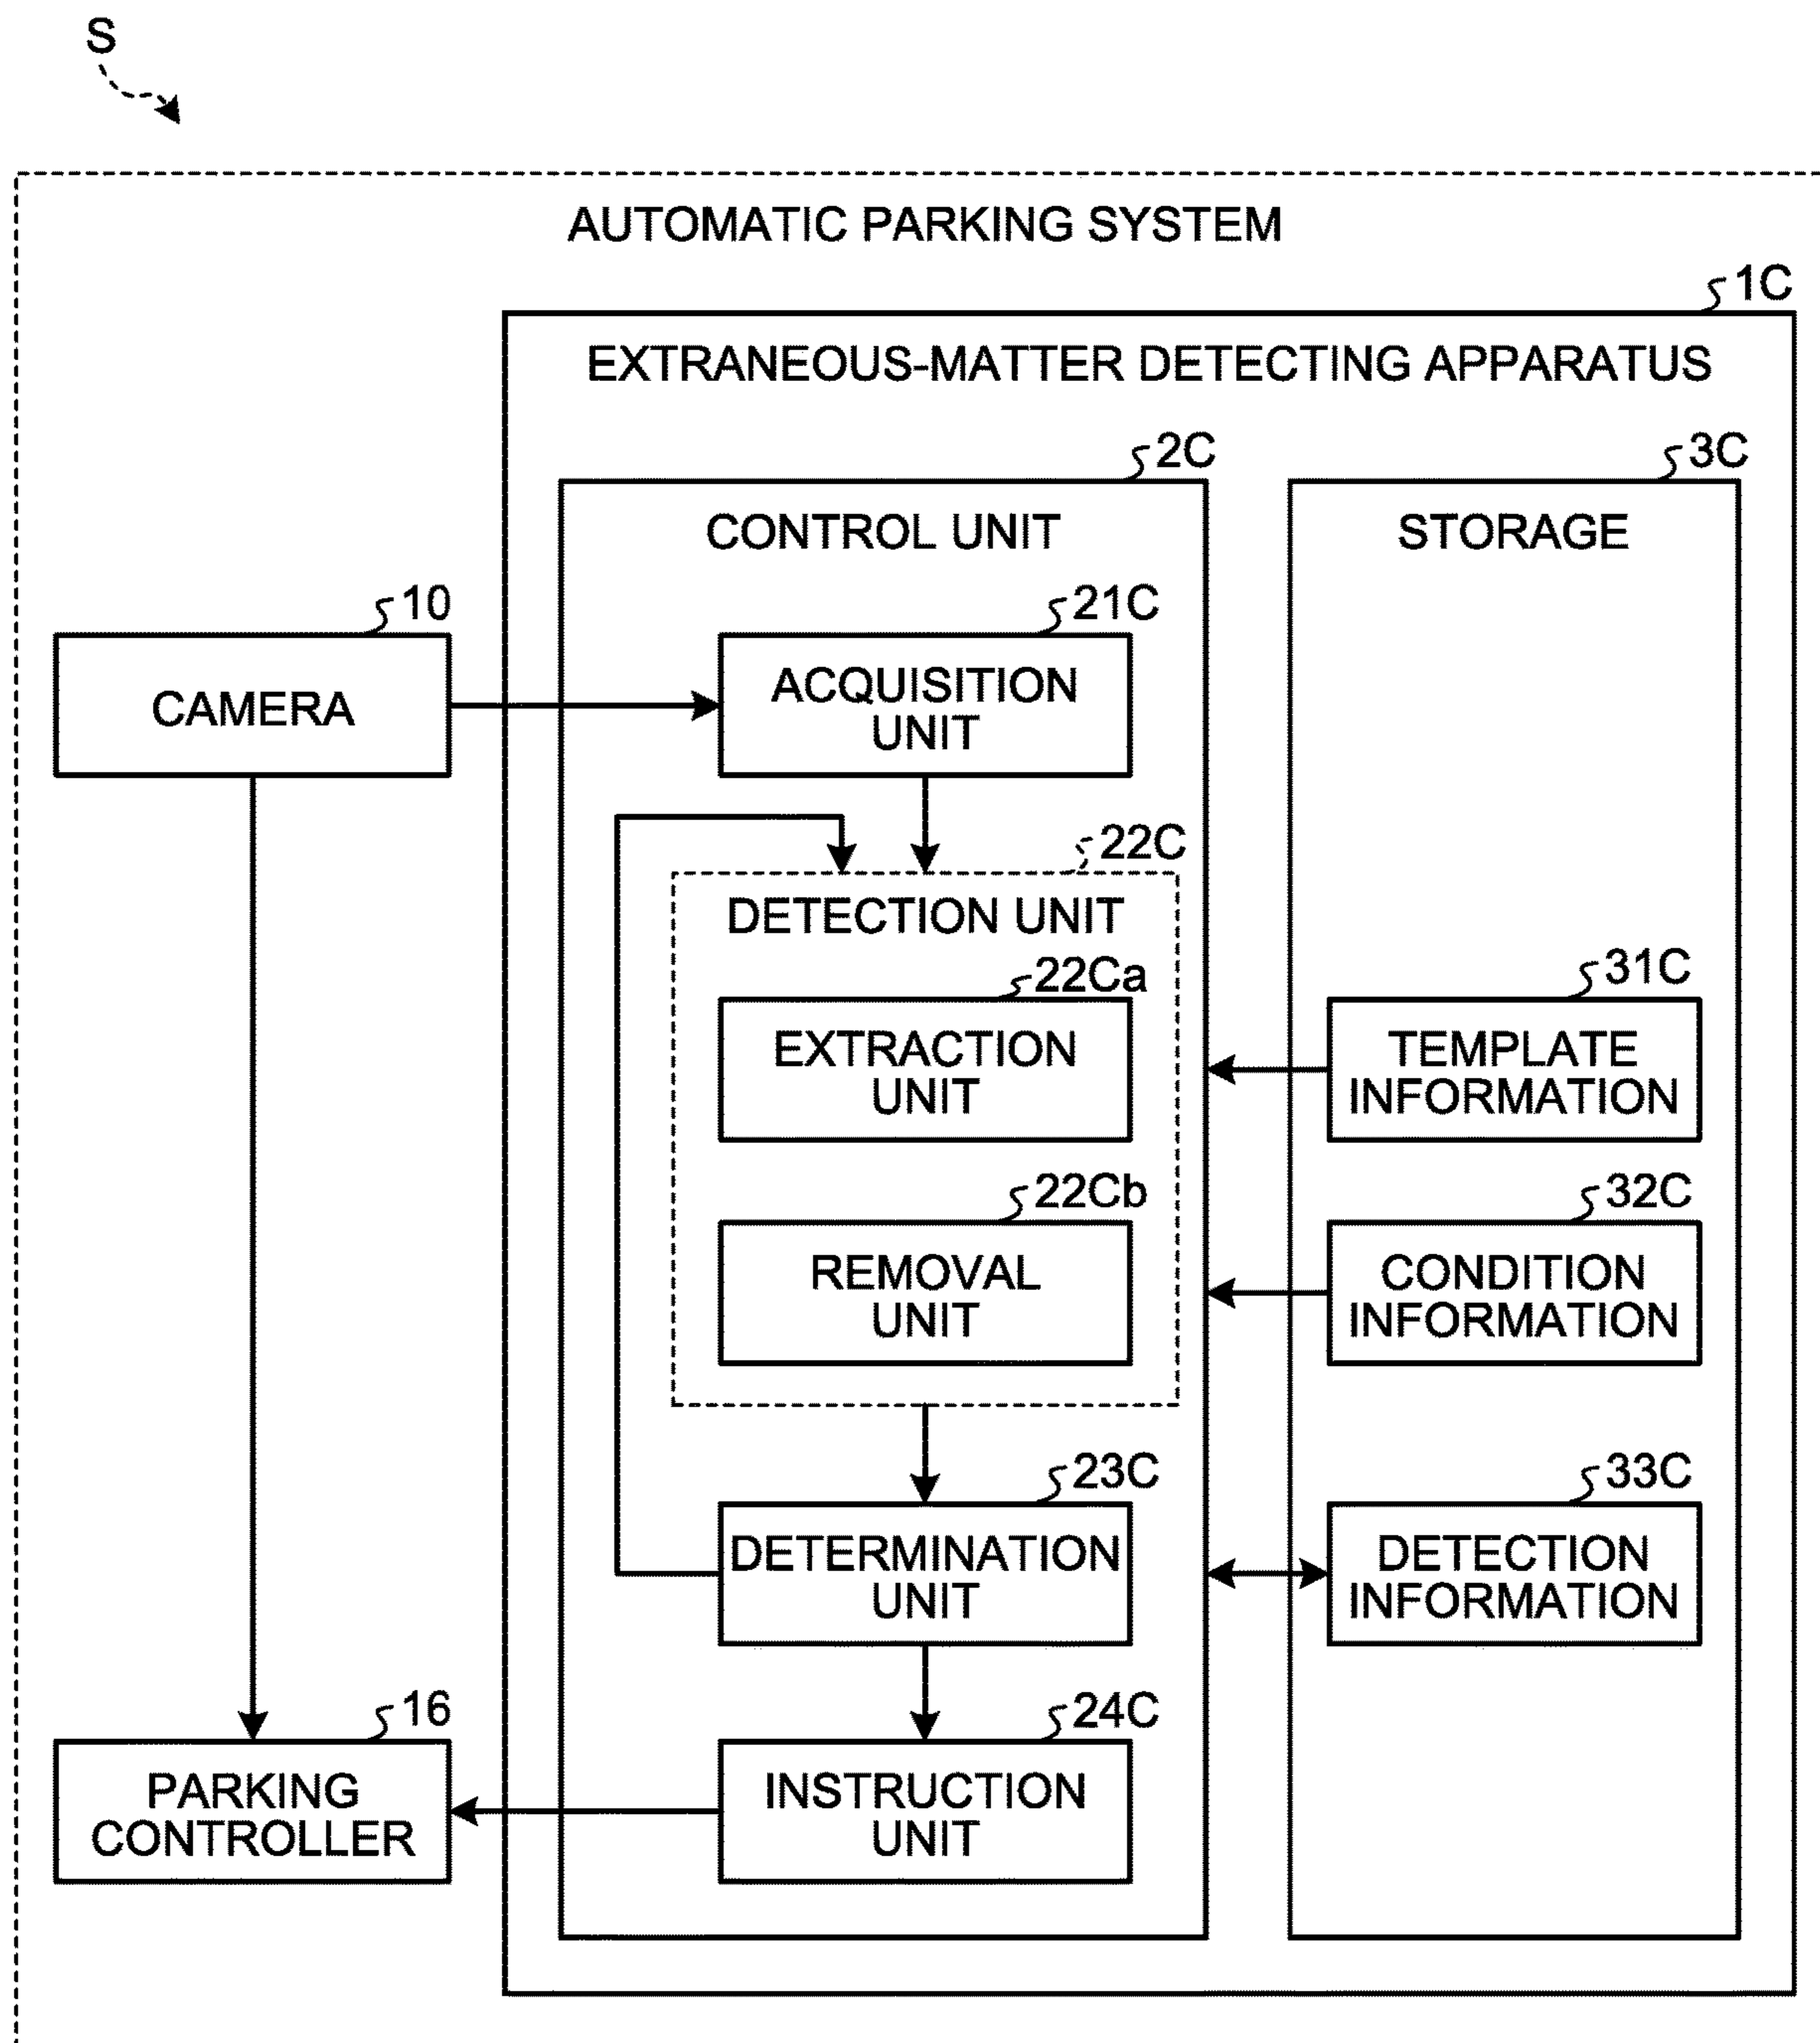 S
AUTOMATIC PARKING SYSTEM
1C
EXTRANEOUS-MATTER DETECTING APPARATUS
2C
CONTROL UNIT
3C
STORAGE
10
CAMERA
21C
ACQUISITION
UNIT
22C
DETECTION UNIT
22Ca
EXTRACTION
UNIT
31C
TEMPLATE
INFORMATION
22Cb
REMOVAL
UNIT
32C
CONDITION
INFORMATION
23C
DETERMINATION
UNIT
33C
DETECTION
INFORMATION
16
PARKING
CONTROLLER
24C
INSTRUCTION
UNIT